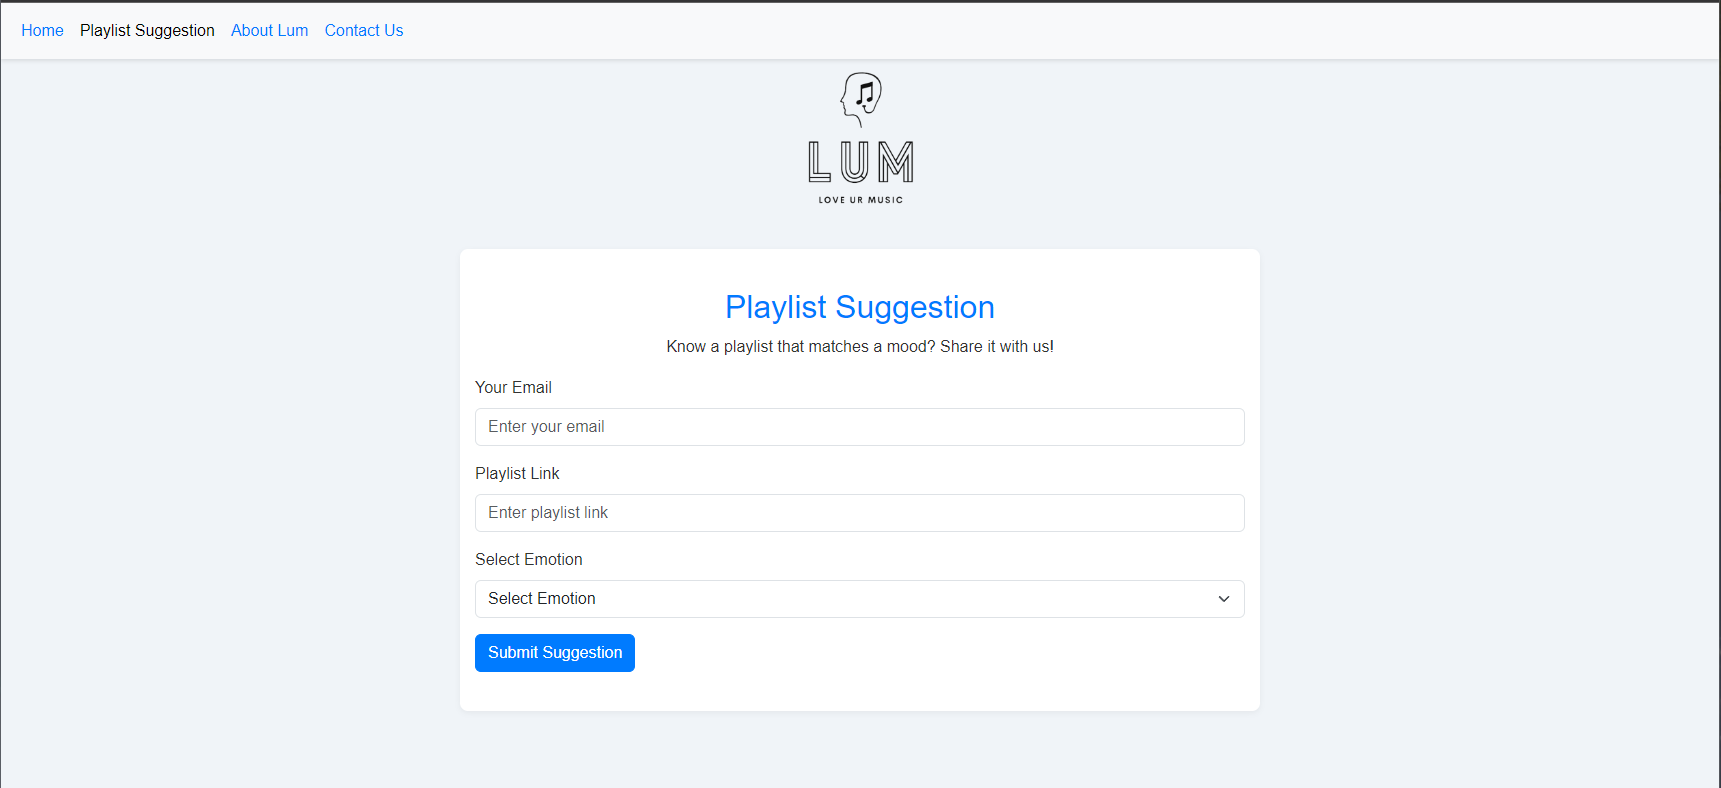 Home Playlist Suggestion About Lum Contact Us
LUM
LOVE UR MUSIC
Playlist Suggestion
Know a playlist that matches a mood? Share it with us!
Your Email
Enter your email
Playlist Link
Enter playlist link
Select Emotion
Select Emotion
Submit Suggestion